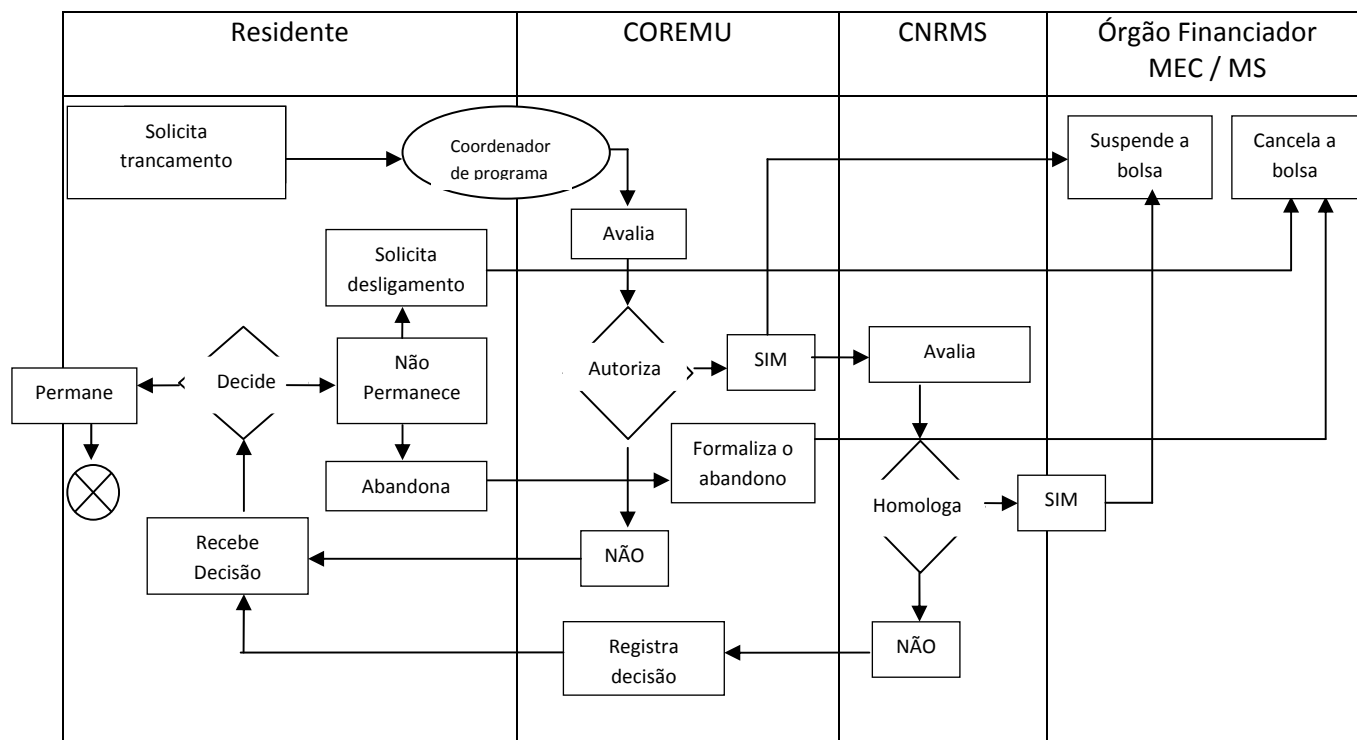 Residente
COREMU
CNRMS
Órgão Financiador
MEC / MS
Solicita
trancamento
Coordenador
de programa
Suspende a
bolsa
Cancela a
bolsa
Avalia
Solicita
desligamento
Permane
Decide
Não
Permanece
Autoriza
SIM
Avalia
Abandona
Formaliza o
abandono
Homologa
SIM
Recebe
Decisão
NÃO
Registra
decisão
NÃO